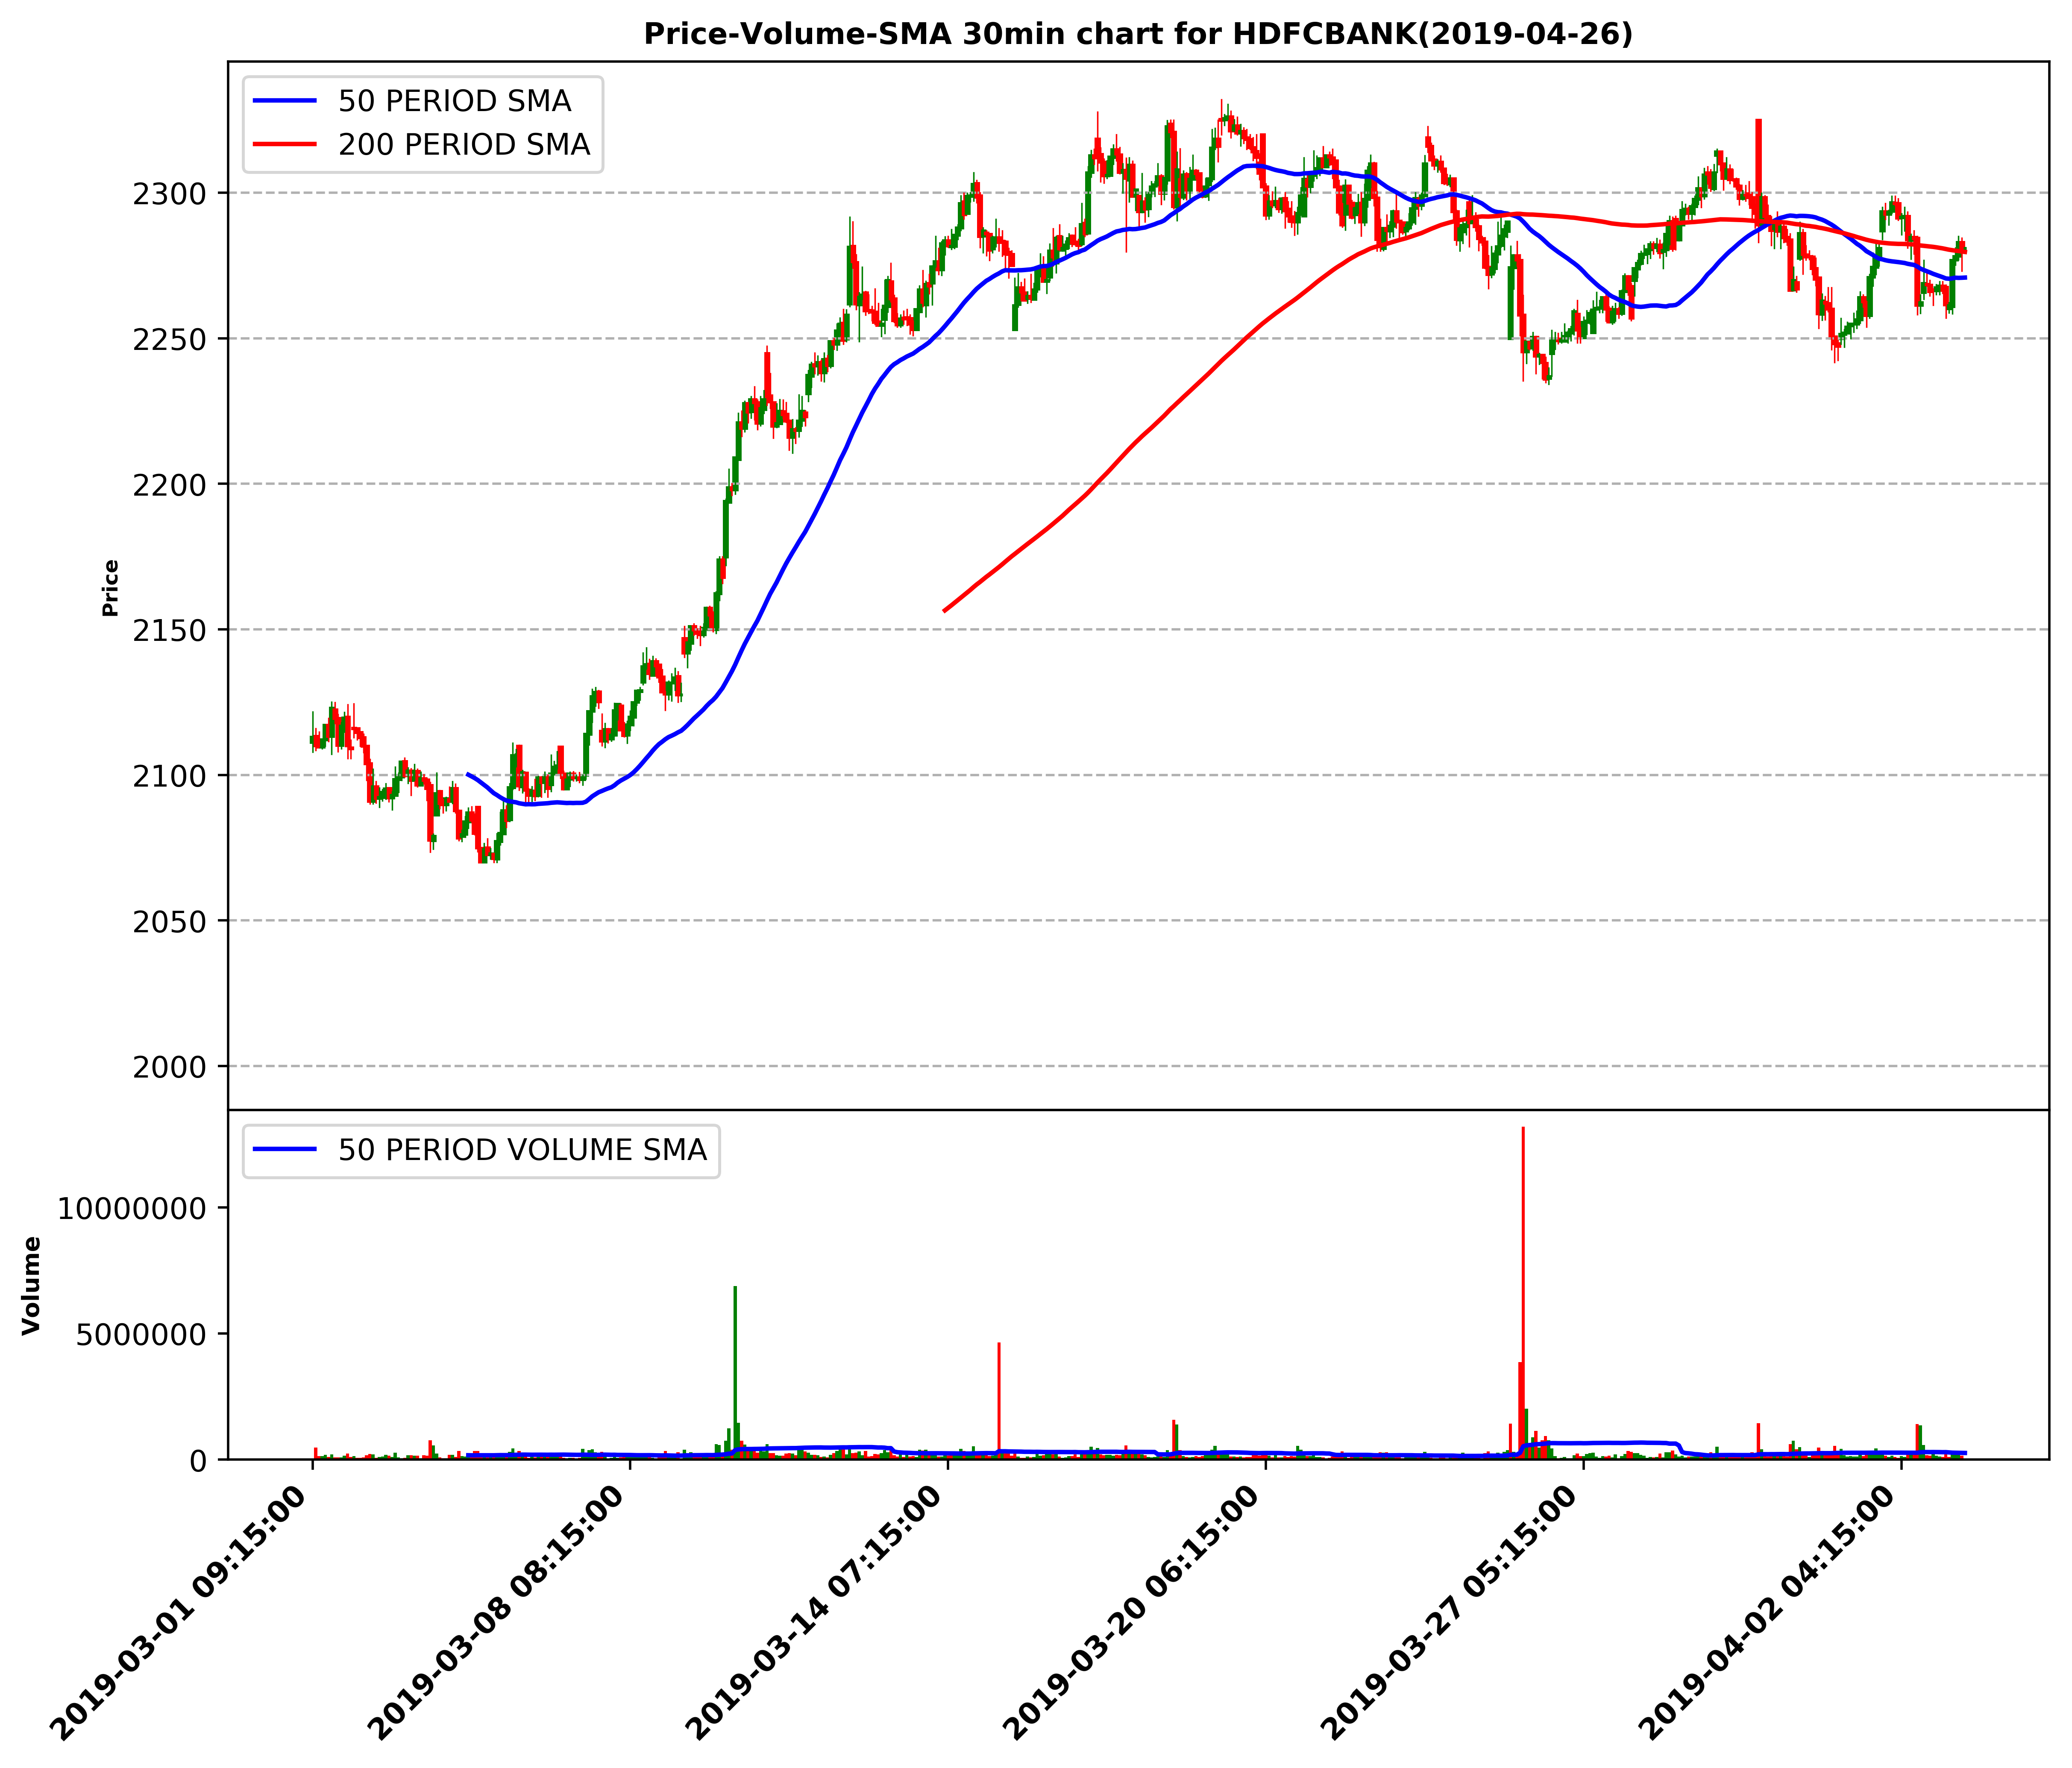 Price-Volume-SMA 30min chart for HDFCBANK(2019-04-26)
50 PERIOD SMA
200 PERIOD SMA
2300
2250
2200
2150
2100
2050
2000
Price
50 PERIOD VOLUME SMA
10000000
5000000
0
Volume
2019-03-01 09:15:00
2019-03-08 08:15:00
2019-03-14 07:15:00
2019-03-20 06:15:00
2019-03-27 05:15:00
2019-04-02 04:15:00